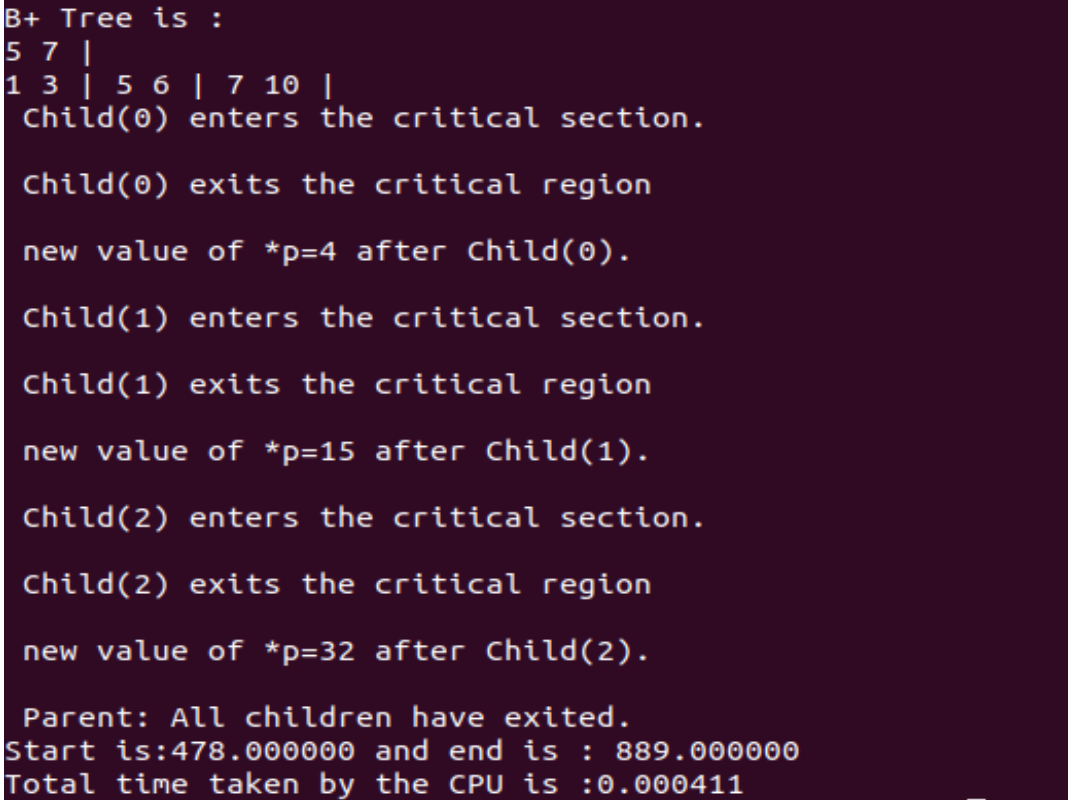 B+ Tree is :
5 7 |
1 3 | 5 6 | 7 10 |
Child(0) enters the critical section.
Child(0) exits the critical region
new value of *p=4 after Child(0).
Child(1) enters the critical section.
Child(1) exits the critical region
new value of *p=15 after Child(1).
Child(2) enters the critical section.
Child(2) exits the critical region
new value of *p=32 after Child(2).
Parent: All children have exited.
Start is:478.000000 and end is : 889.000000
Total time taken by the CPU is :0.000411